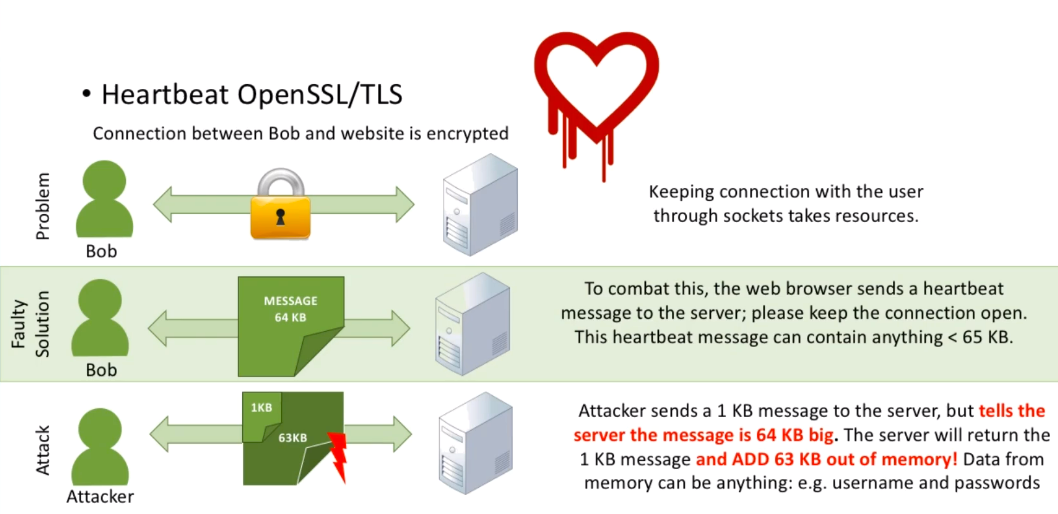 • Heartbeat OpenSSL/TLS
Connection between Bob and website is encrypted
Problem
Bob
Keeping connection with the user
through sockets takes resources.
Faulty
Solution
Bob
MESSAGE
64 KB
To combat this, the web browser sends a heartbeat
message to the server; please keep the connection open.
This heartbeat message can contain anything < 65 KB.
Attack
Attacker
1KB
63KB
Attacker sends a 1 KB message to the server, but tells the
server the message is 64 KB big. The server will return the
1 KB message and ADD 63 KB out of memory! Data from
memory can be anything: e.g. username and passwords